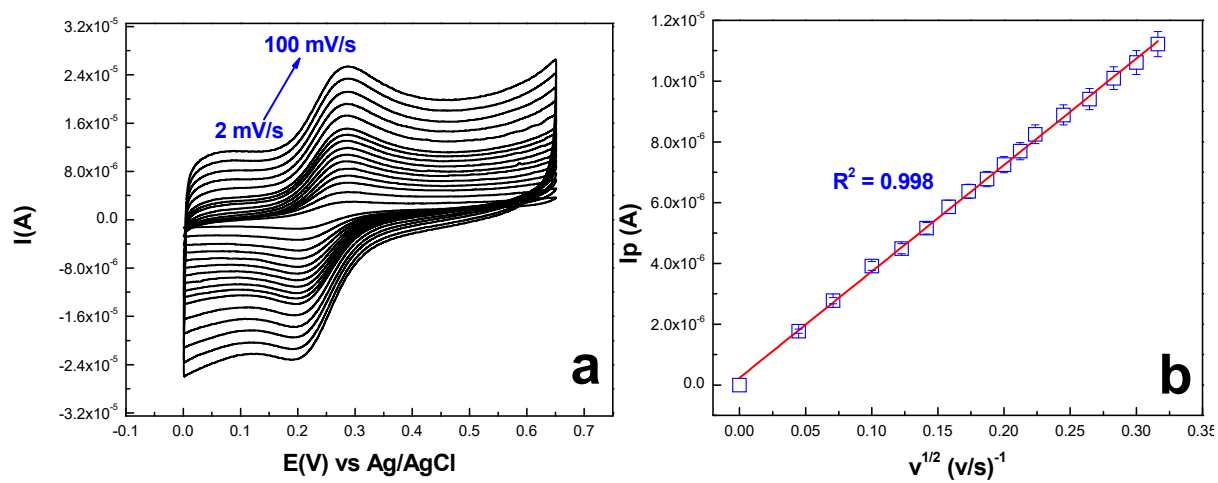 3.2x10⁻⁵
2.4x10⁻⁵
1.6x10⁻⁵
8.0x10⁻⁶
0.0
-8.0x10⁻⁶
-1.6x10⁻⁵
-2.4x10⁻⁵
-3.2x10⁻⁵
I(A)
100 mV/s
2 mV/s
a
-0.1 0.0 0.1 0.2 0.3 0.4 0.5 0.6 0.7
E(V) vs Ag/AgCl
1.2x10⁻⁵
1.0x10⁻⁵
8.0x10⁻⁶
6.0x10⁻⁶
4.0x10⁻⁶
2.0x10⁻⁶
0.0
Ip (A)
R² = 0.998
b
0.00 0.05 0.10 0.15 0.20 0.25 0.30 0.35
v¹ᐟ² (v/s)⁻¹